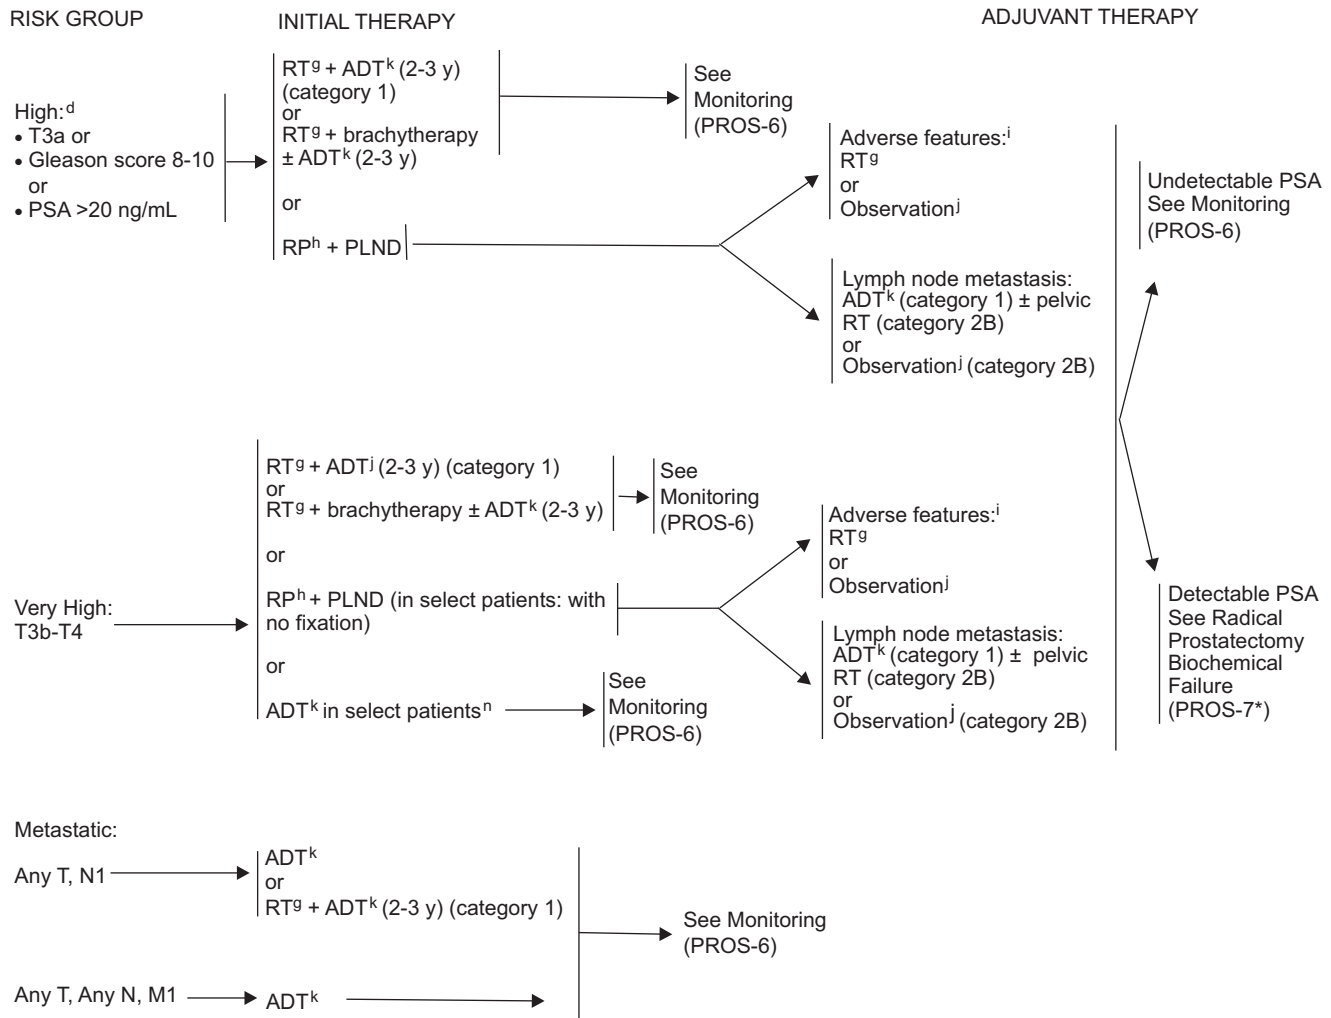 RISK GROUP
INITIAL THERAPY
ADJUVANT THERAPY
High:ᵈ
• T3a or
• Gleason score 8-10
or
• PSA >20 ng/mL
RTᵍ + ADTᵏ (2-3 y)
(category 1)
or
RTᵍ + brachytherapy
± ADTᵏ (2-3 y)
or
RPʰ + PLND
See
Monitoring
(PROS-6)
Adverse features:ⁱ
RTᵍ
or
Observationʲ
Lymph node metastasis:
ADTᵏ (category 1) ± pelvic
RT (category 2B)
or
Observationʲ (category 2B)
Undetectable PSA
See Monitoring
(PROS-6)
Very High:
T3b-T4
RTᵍ + ADTʲ (2-3 y) (category 1)
or
RTᵍ + brachytherapy ± ADTᵏ (2-3 y)
or
RPʰ + PLND (in select patients: with
no fixation)
or
ADTᵏ in select patientsⁿ
See
Monitoring
(PROS-6)
See
Monitoring
(PROS-6)
Adverse features:ⁱ
RTᵍ
or
Observationʲ
Lymph node metastasis:
ADTᵏ (category 1) ± pelvic
RT (category 2B)
or
Observationʲ (category 2B)
Detectable PSA
See Radical
Prostatectomy
Biochemical
Failure
(PROS-7*)
Metastatic:
Any T, N1
ADTᵏ
or
RTᵍ + ADTᵏ (2-3 y) (category 1)
See Monitoring
(PROS-6)
Any T, Any N, M1
ADTᵏ